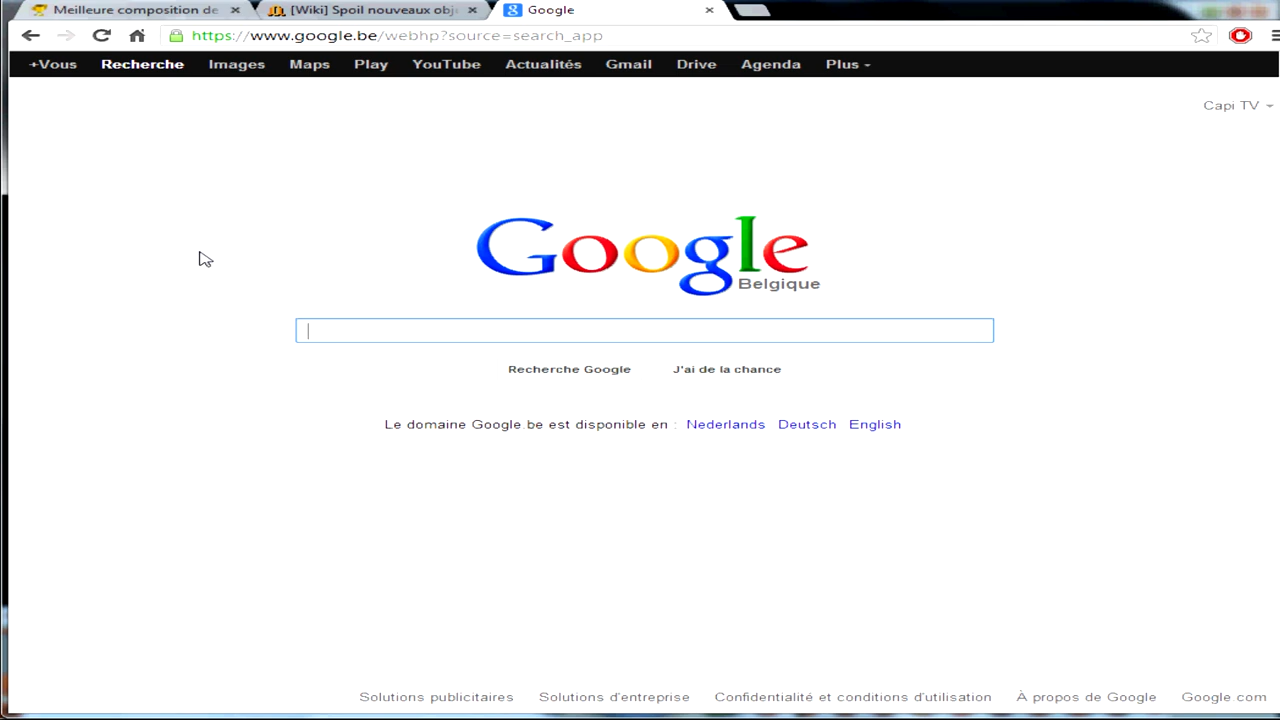 Meilleure composition de
[Wiki] Spoil nouveaux obj
Google
https://www.google.be/webhp?source=search_app
+Vous Recherche Images Maps Play YouTube Actualités Gmail Drive Agenda Plus
Capi TV
Google
Belgique
Recherche Google J'ai de la chance
Le domaine Google.be est disponible en : Nederlands Deutsch English
Solutions publicitaires Solutions d'entreprise Confidentialité et conditions d'utilisation À propos de Google Google.com